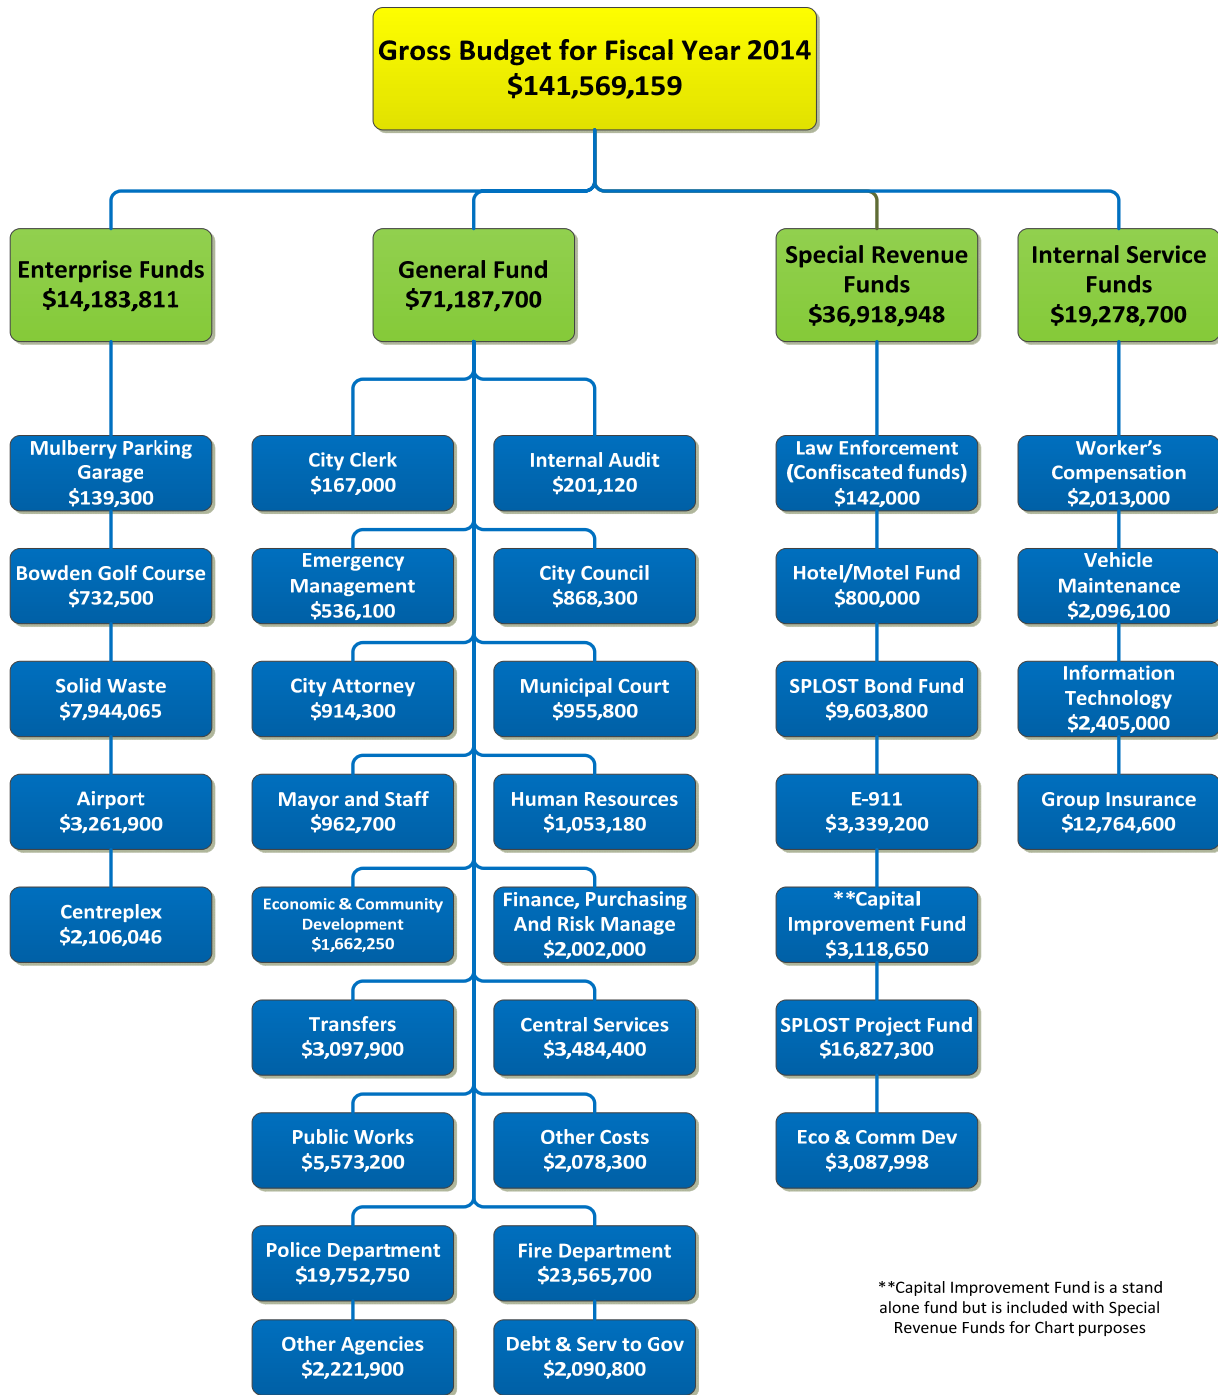 Gross Budget for Fiscal Year 2014
$141,569,159
Enterprise Funds
$14,183,811
General Fund
$71,187,700
Special Revenue
Funds
$36,918,948
Internal Service
Funds
$19,278,700
Mulberry Parking
Garage
$139,300
Bowden Golf Course
$732,500
Solid Waste
$7,944,065
Airport
$3,261,900
Centreplex
$2,106,046
City Clerk
$167,000
Internal Audit
$201,120
Emergency
Management
$536,100
City Council
$868,300
City Attorney
$914,300
Municipal Court
$955,800
Mayor and Staff
$962,700
Human Resources
$1,053,180
Economic & Community
Development
$1,662,250
Finance, Purchasing
And Risk Manage
$2,002,000
Transfers
$3,097,900
Central Services
$3,484,400
Public Works
$5,573,200
Other Costs
$2,078,300
Police Department
$19,752,750
Fire Department
$23,565,700
Other Agencies
$2,221,900
Debt & Serv to Gov
$2,090,800
Law Enforcement
(Confiscated funds)
$142,000
Hotel/Motel Fund
$800,000
SPLOST Bond Fund
$9,603,800
E-911
$3,339,200
**Capital
Improvement Fund
$3,118,650
SPLOST Project Fund
$16,827,300
Eco & Comm Dev
$3,087,998
Worker's
Compensation
$2,013,000
Vehicle
Maintenance
$2,096,100
Information
Technology
$2,405,000
Group Insurance
$12,764,600
**Capital Improvement Fund is a stand
alone fund but is included with Special
Revenue Funds for Chart purposes